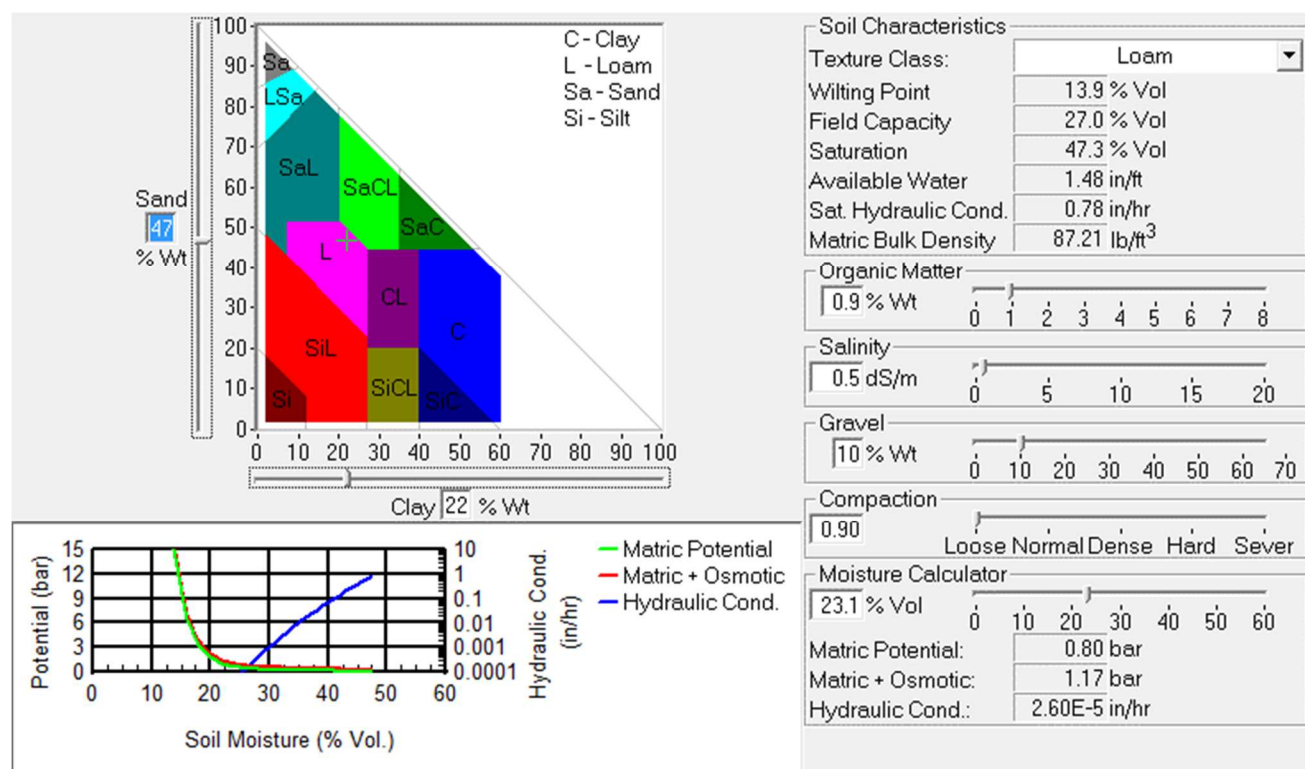 100
90
80
70
60
50
40
30
20
10
0
Sa
LSa
SaL
SaCL
SaC
L
CL
C
SiL
SiCL
SiC
Si
C - Clay
L - Loam
Sa - Sand
Si - Silt
Sand
47
% Wt
0 10 20 30 40 50 60 70 80 90 100
Clay 22 % Wt
Soil Characteristics
Texture Class: Loam
Wilting Point 13.9 % Vol
Field Capacity 27.0 % Vol
Saturation 47.3 % Vol
Available Water 1.48 in/ft
Sat. Hydraulic Cond. 0.78 in/hr
Matric Bulk Density 87.21 lb/ft³
Organic Matter
0.9 % Wt
0 1 2 3 4 5 6 7 8
Salinity
0.5 dS/m
0 5 10 15 20
Gravel
10 % Wt
0 10 20 30 40 50 60 70
Compaction
0.90
Loose Normal Dense Hard Sever
Moisture Calculator
23.1 % Vol
0 10 20 30 40 50 60
Matric Potential: 0.80 bar
Matric + Osmotic: 1.17 bar
Hydraulic Cond.: 2.60E-5 in/hr
Potential (bar)
15
12
9
6
3
0
0 10 20 30 40 50 60
Soil Moisture (% Vol.)
10
1
0.1
0.01
0.001
0.0001
Hydraulic Cond.
(in/hr)
Matric Potential
Matric + Osmotic
Hydraulic Cond.